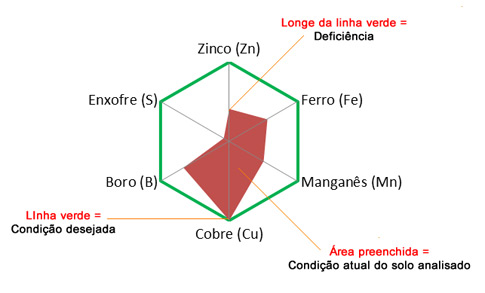 Longe da linha verde =
Deficiência
Zinco (Zn)
Enxofre (S)
Ferro (Fe)
Boro (B)
Manganês (Mn)
LInha verde =
Condição desejada
Cobre (Cu)
Área preenchida =
Condição atual do solo analisado